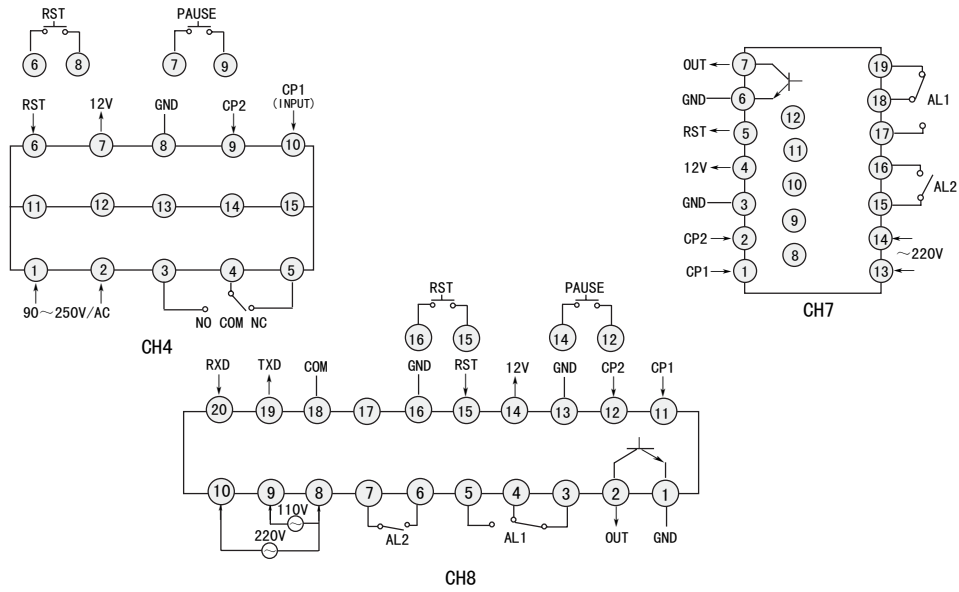 RST PAUSE
6 8 7 9
RST 12V GND CP2 CP1
(INPUT)
6 7 8 9 10
11 12 13 14 15
1 2 3 4 5
90～250V/AC
NO COM NC
CH4
OUT 7 19
GND 6 18 AL1
12
RST 5 17
11
12V 4 16
10 AL2
GND 3 15
9
CP2 2 14
8 ～220V
CP1 1 13
CH7
RST PAUSE
16 15 14 12
RXD TXD COM GND RST 12V GND CP2 CP1
20 19 18 17 16 15 14 13 12 11
10 9 8 7 6 5 4 3 2 1
110V
220V AL2 AL1 OUT GND
CH8